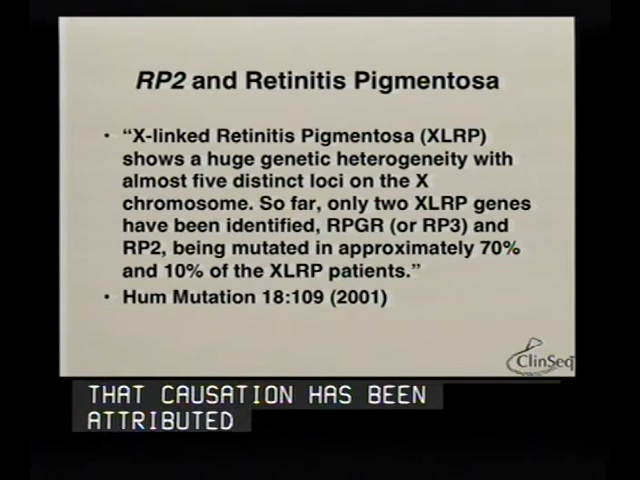 RP2 and Retinitis Pigmentosa
• “X-linked Retinitis Pigmentosa (XLRP)
shows a huge genetic heterogeneity with
almost five distinct loci on the X
chromosome. So far, only two XLRP genes
have been identified, RPGR (or RP3) and
RP2, being mutated in approximately 70%
and 10% of the XLRP patients.”
• Hum Mutation 18:109 (2001)
ClinSeq
THAT CAUSATION HAS BEEN
ATTRIBUTED